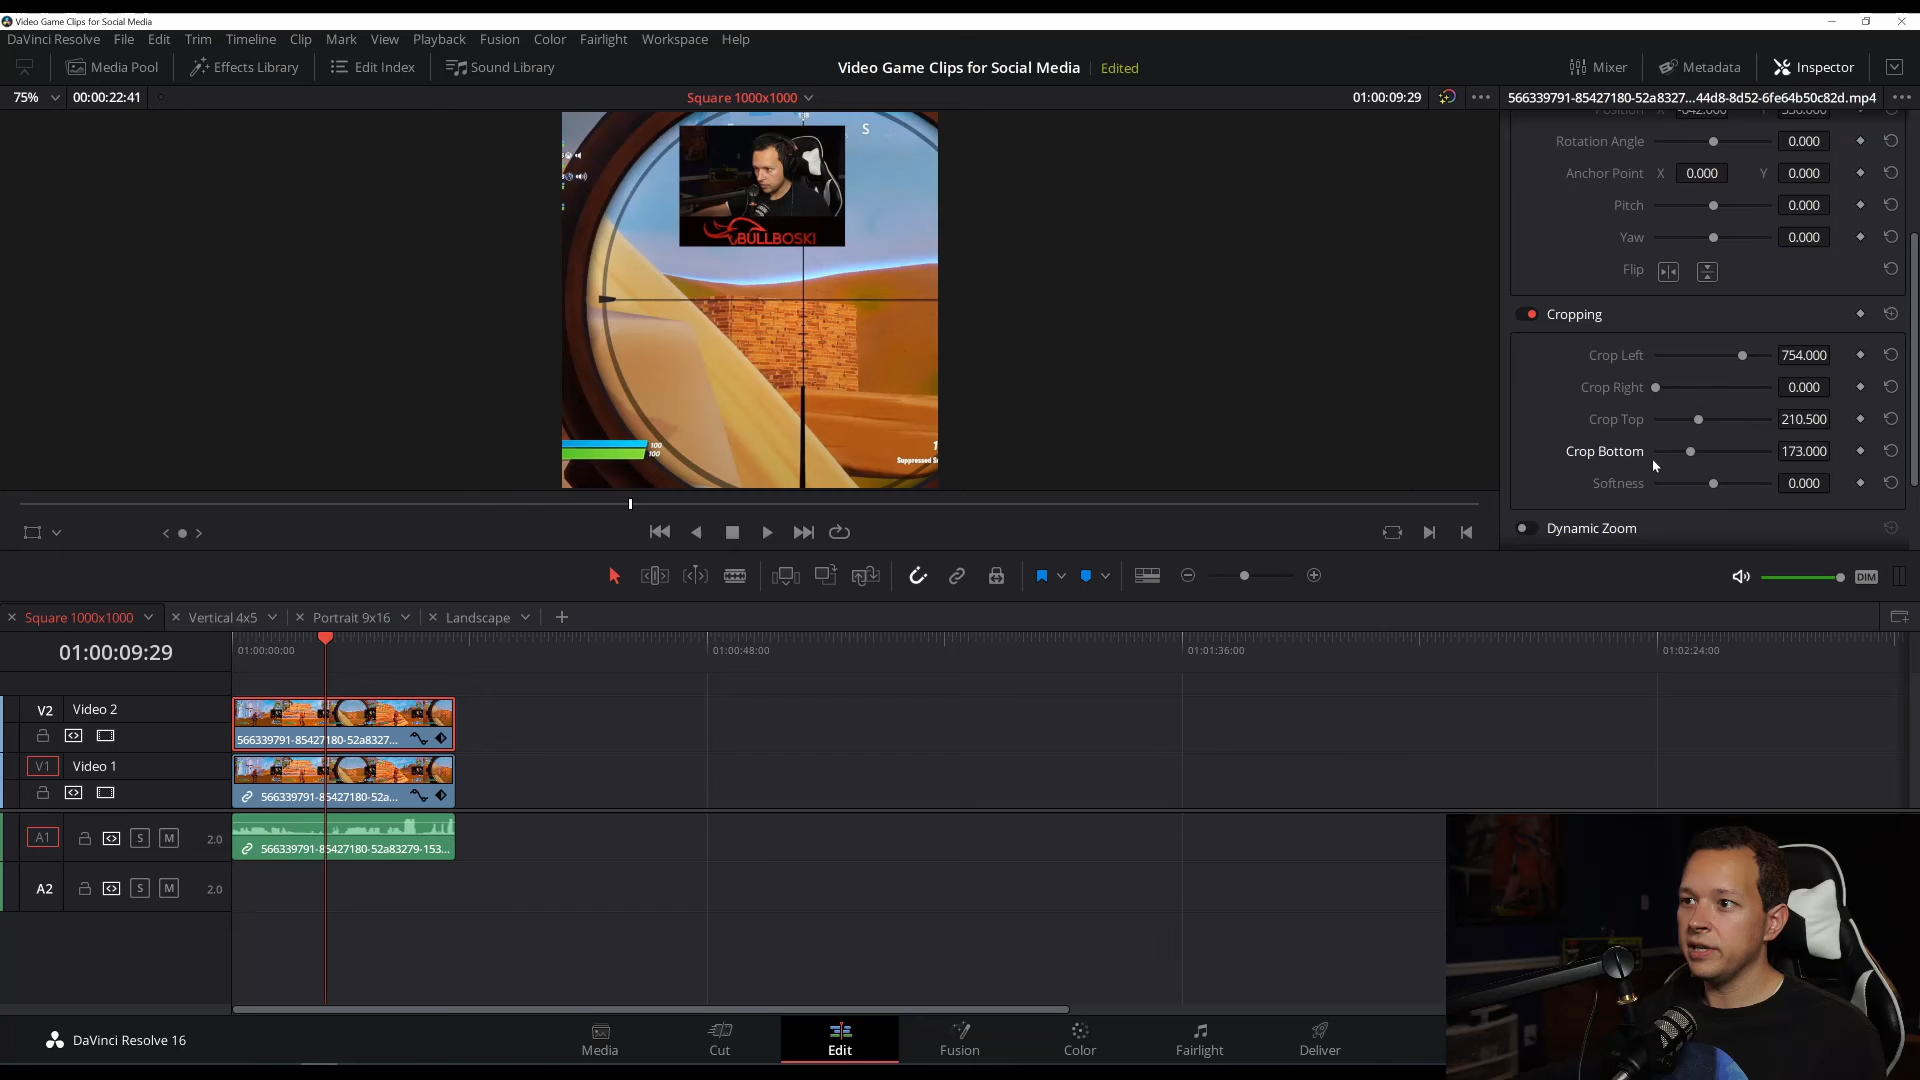 Video Game Clips for Social Media
DaVinci Resolve File Edit Trim Timeline Clip Mark View Playback Fusion Color Fairlight Workspace Help
Media Pool Effects Library Edit Index Sound Library Video Game Clips for Social Media Edited Mixer Metadata Inspector
75% 00:00:22:41 Square 1000x1000 01:00:09:29 566339791-85427180-52a8327...44d8-8d52-6fe64b50c82d.mp4
Position X -642.000 Y
Rotation Angle 0.000
Anchor Point X 0.000 Y 0.000
Pitch 0.000
Yaw 0.000
Flip
Cropping
Crop Left 754.000
Crop Right 0.000
Crop Top 210.500
Crop Bottom 173.000
Softness 0.000
Dynamic Zoom
S
BULLBOSKI
100
100
1
Suppressed S
DIM
Square 1000x1000 Vertical 4x5 Portrait 9x16 Landscape
01:00:09:29 01:00:00:00 01:00:48:00 01:01:36:00 01:02:24:00
V2 Video 2
566339791-85427180-52a8327...
V1 Video 1
566339791-85427180-52a...
A1 S M 2.0
566339791-85427180-52a83279-153...
A2 S M 2.0
DaVinci Resolve 16 Media Cut Edit Fusion Color Fairlight Deliver